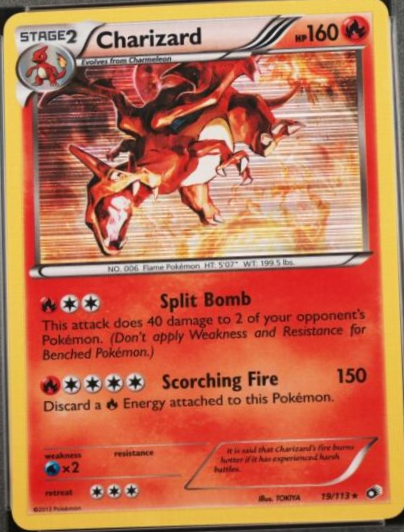 STAGE2 Charizard HP160
Evolves from Charmeleon
NO. 006 Flame Pokémon HT: 5'07" WT: 199.5 lbs.
Split Bomb
This attack does 40 damage to 2 of your opponent's
Pokémon. (Don't apply Weakness and Resistance for
Benched Pokémon.)
Scorching Fire 150
Discard a Energy attached to this Pokémon.
weakness resistance
×2
It is said that Charizard's fire burns
hotter if it has experienced harsh
battles.
retreat
©2013 Pokémon
Illus. TOKIYA 19/113 ★